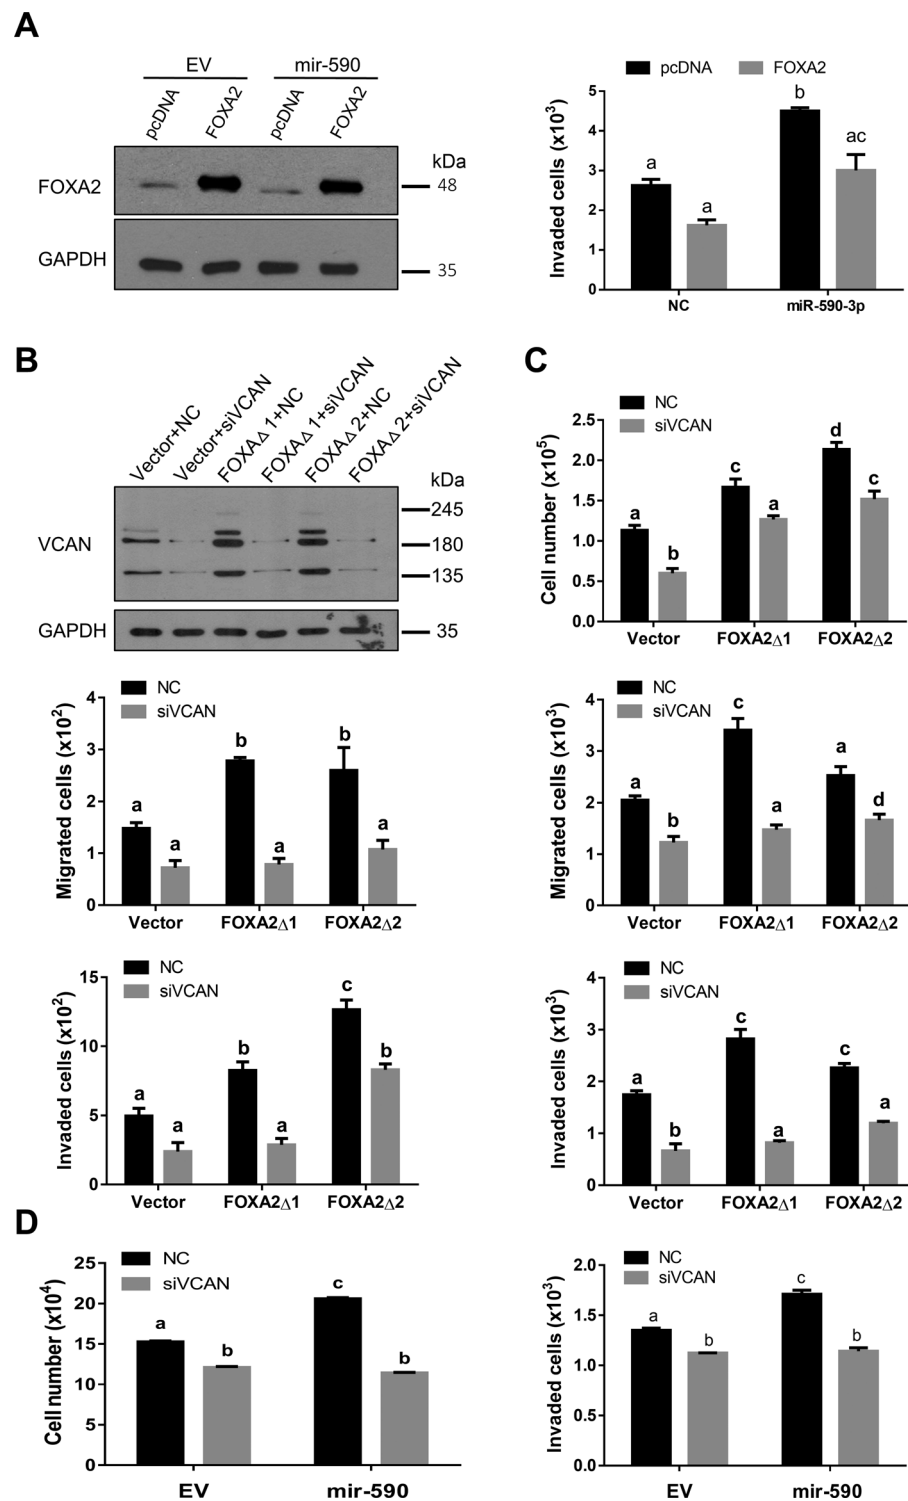 A
EV
mir-590
pcDNA
FOXA2
pcDNA
FOXA2
kDa
FOXA2
48
GAPDH
35
pcDNA
FOXA2
Invaded cells (x10³)
5
4
3
2
1
0
a
a
b
ac
NC
miR-590-3p
B
Vector+NC
Vector+siVCAN
FOXAΔ1+NC
FOXAΔ1+siVCAN
FOXAΔ2+NC
FOXAΔ2+siVCAN
kDa
245
VCAN
180
135
GAPDH
35
NC
siVCAN
Migrated cells (x10²)
4
3
2
1
0
a
a
b
a
b
a
Vector
FOXA2Δ1
FOXA2Δ2
NC
siVCAN
Invaded cells (x10²)
15
10
5
0
a
a
b
a
c
b
Vector
FOXA2Δ1
FOXA2Δ2
C
NC
siVCAN
Cell number (x10⁵)
2.5
2.0
1.5
1.0
0.5
0.0
a
b
c
a
d
c
Vector
FOXA2Δ1
FOXA2Δ2
NC
siVCAN
Migrated cells (x10³)
4
3
2
1
0
a
b
c
a
a
d
Vector
FOXA2Δ1
FOXA2Δ2
NC
siVCAN
Invaded cells (x10³)
4
3
2
1
0
a
b
c
a
c
a
Vector
FOXA2Δ1
FOXA2Δ2
D
NC
siVCAN
Cell number (x10⁴)
25
20
15
10
5
0
a
b
c
b
EV
mir-590
NC
siVCAN
Invaded cells (x10³)
2.0
1.5
1.0
0.5
0.0
a
b
c
b
EV
mir-590